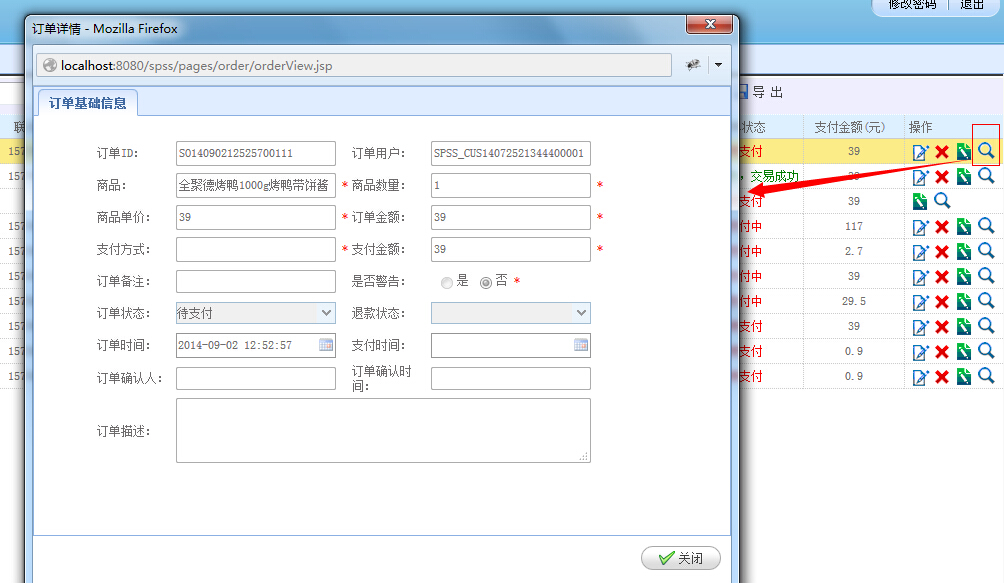 修改密码 退出
订单详情 - Mozilla Firefox
localhost:8080/spss/pages/order/orderView.jsp
导 出
订单基础信息
联 状态 支付金额(元) 操作
订单ID: SO14090212525700111 订单用户: SPSS_CUS14072521344400001
商品: 全聚德烤鸭1000g烤鸭带饼酱 * 商品数量: 1 *
商品单价: 39 * 订单金额: 39 *
支付方式: * 支付金额: 39 *
订单备注: 是否警告: 是 否 *
订单状态: 待支付 退款状态:
订单时间: 2014-09-02 12:52:57 支付时间:
订单确认人: 订单确认时间:
订单描述:
关闭
157 支付 39
157 , 交易成功
支付 39
157 付中 117
157 付中 2.7
157 付中 39
157 付中 29.5
157 支付 39
157 支付 0.9
157 支付 0.9